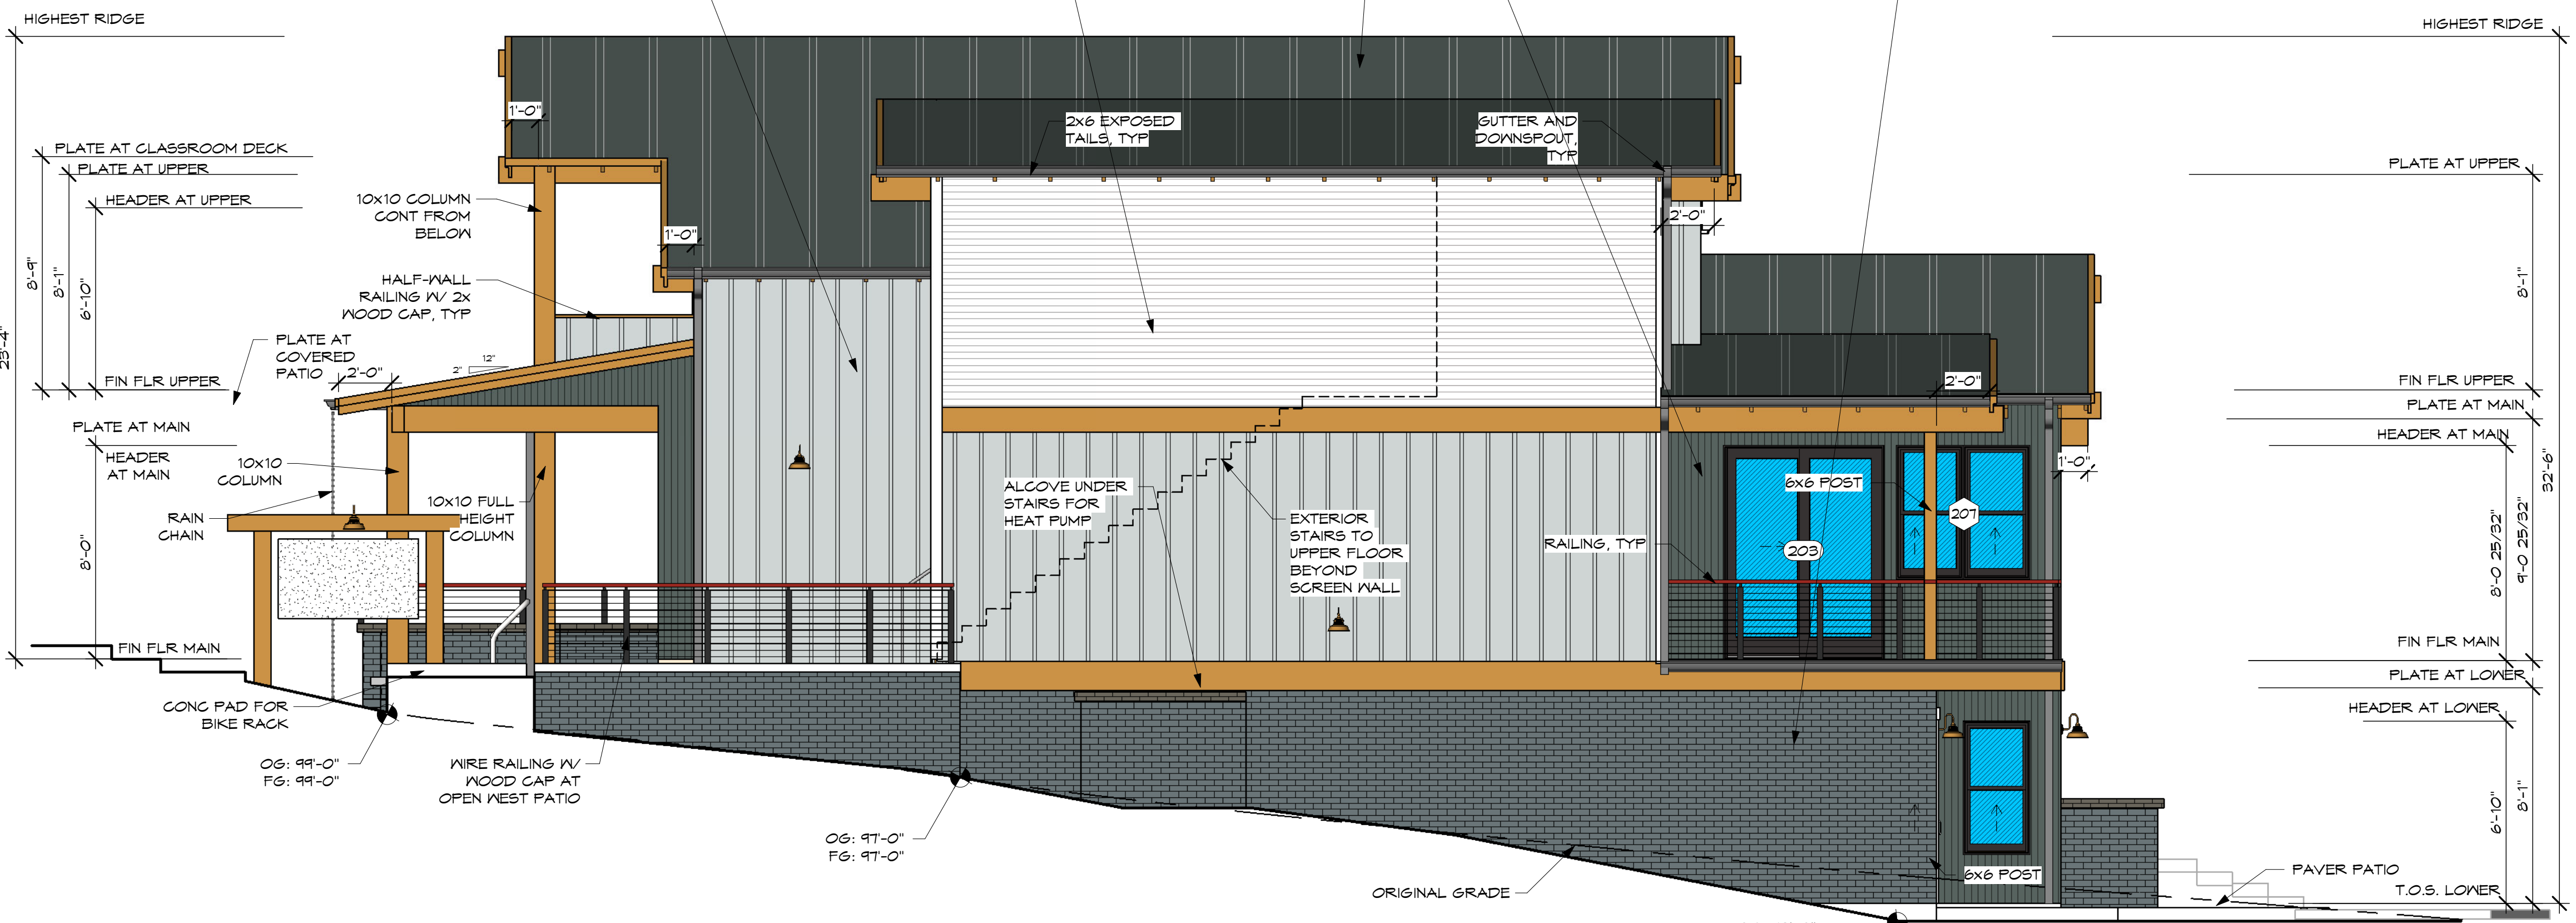 HIGHEST RIDGE
HIGHEST RIDGE
1'-0"
2x6 EXPOSED
TAILS, TYP
GUTTER AND
DOWNSPOUT,
TYP
PLATE AT CLASSROOM DECK
PLATE AT UPPER
HEADER AT UPPER
PLATE AT UPPER
10x10 COLUMN
CONT FROM
BELOW
1'-0"
2'-0"
8'-9"
8'-1"
6'-10"
23'-4"
HALF-WALL
RAILING W/ 2x
WOOD CAP, TYP
8'-1"
PLATE AT
COVERED
PATIO
2'-0"
12"
2"
FIN FLR UPPER
2'-0"
FIN FLR UPPER
PLATE AT MAIN
PLATE AT MAIN
HEADER AT MAIN
HEADER
AT MAIN
10x10
COLUMN
1'-0"
RAIN
CHAIN
10x10 FULL
HEIGHT
COLUMN
ALCOVE UNDER
STAIRS FOR
HEAT PUMP
EXTERIOR
STAIRS TO
UPPER FLOOR
BEYOND
SCREEN WALL
RAILING, TYP
6x6 POST
203
207
8'-0"
8'-0 25/32"
9'-0 25/32"
32'-6"
FIN FLR MAIN
FIN FLR MAIN
PLATE AT LOWER
HEADER AT LOWER
CONC PAD FOR
BIKE RACK
OG: 99'-0"
FG: 99'-0"
WIRE RAILING W/
WOOD CAP AT
OPEN WEST PATIO
OG: 97'-0"
FG: 97'-0"
6'-10"
8'-1"
ORIGINAL GRADE
6x6 POST
PAVER PATIO
T.O.S. LOWER